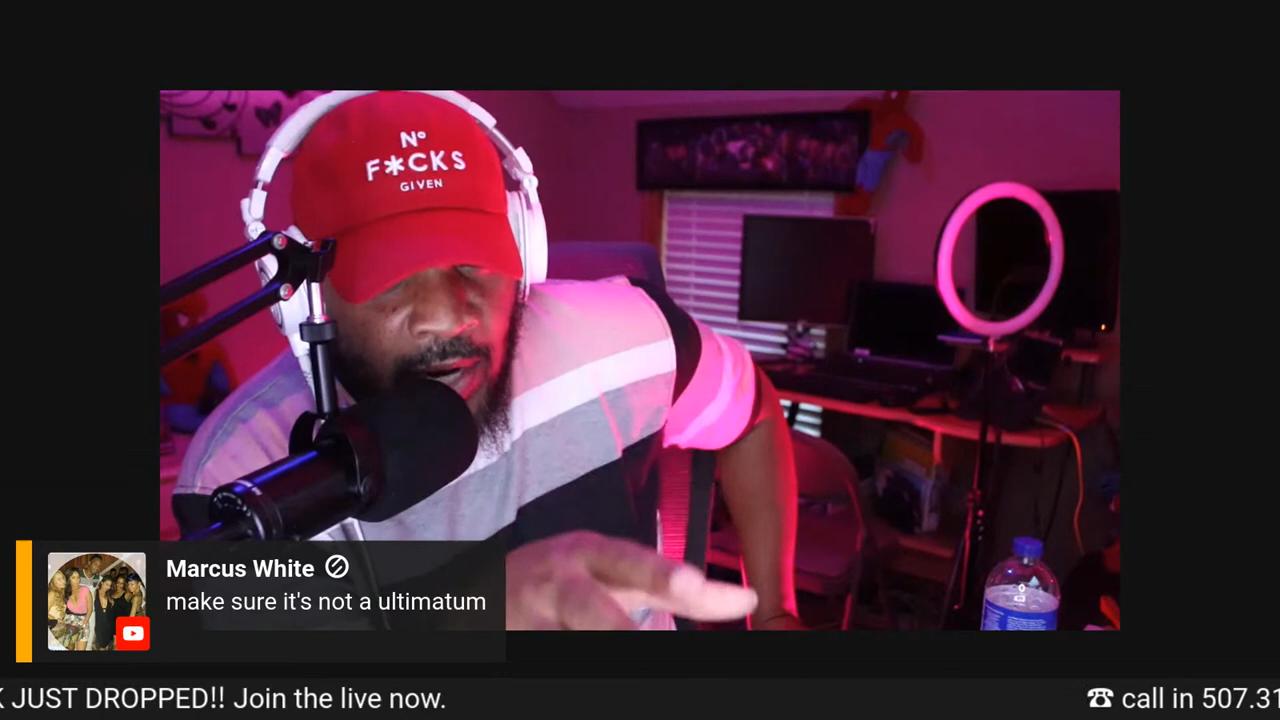 Nº
F*CKS
GIVEN
Marcus White
make sure it's not a ultimatum
JUST DROPPED!! Join the live now.
☎ call in 507.31